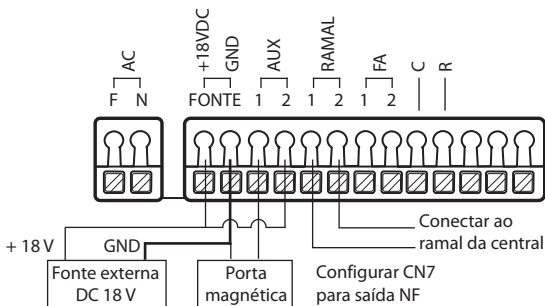 AC
+18VDC
GND
AUX
RAMAL
FA
C
R
F N FONTE 1 2 1 2 1 2
Conectar ao
ramal da central
+ 18 V GND
Fonte externa
DC 18 V
Porta
magnética
Configurar CN7
para saída NF